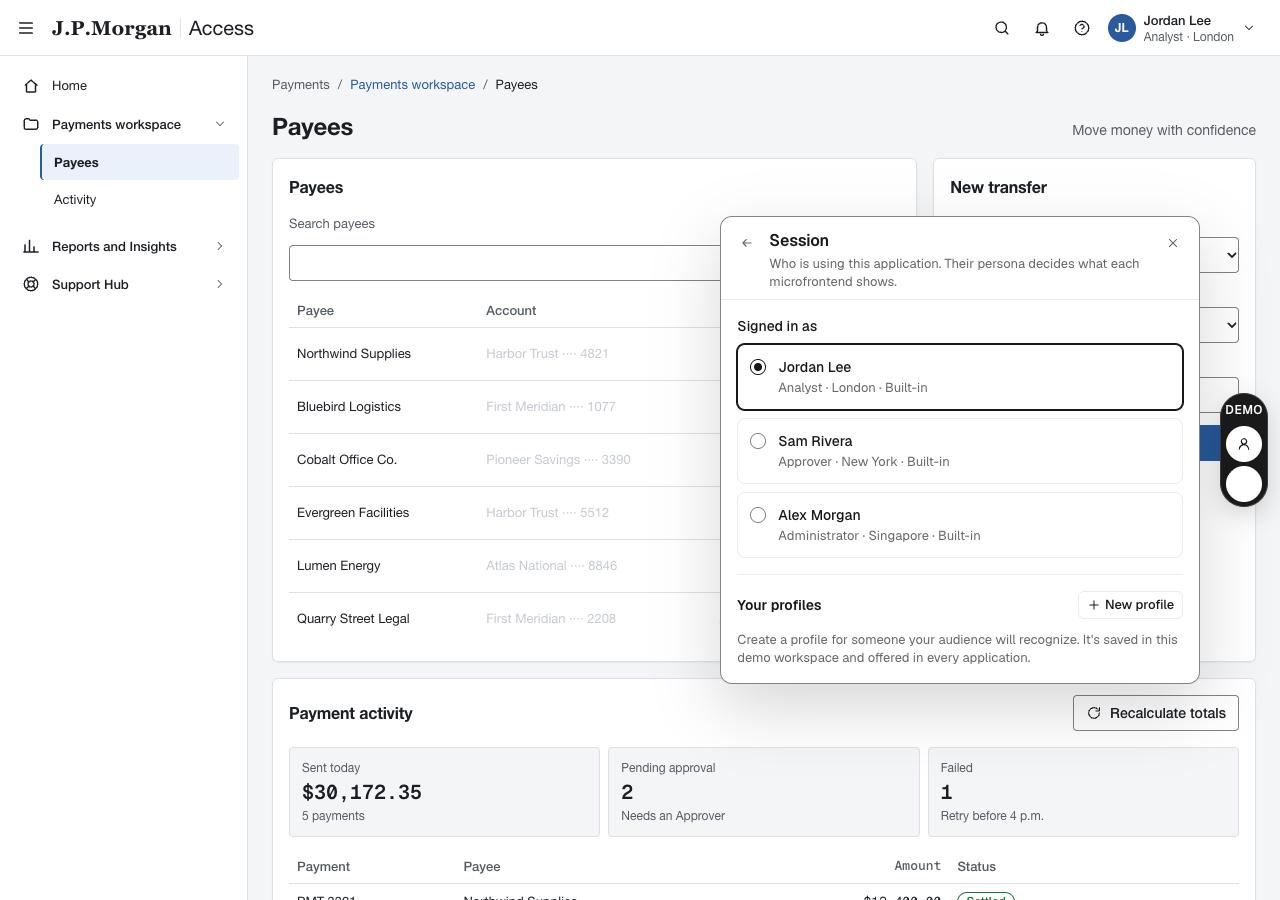 J.P.Morgan Access
JL
Jordan Lee
Analyst · London
Home
Payments workspace
Payees
Activity
Reports and Insights
Support Hub
Payments / Payments workspace / Payees
Payees
Move money with confidence
Payees
Search payees
Payee Account
Northwind Supplies Harbor Trust ···· 4821
Bluebird Logistics First Meridian ···· 1077
Cobalt Office Co. Pioneer Savings ···· 3390
Evergreen Facilities Harbor Trust ···· 5512
Lumen Energy Atlas National ···· 8846
Quarry Street Legal First Meridian ···· 2208
New transfer
Session
Who is using this application. Their persona decides what each
microfrontend shows.
Signed in as
Jordan Lee
Analyst · London · Built-in
Sam Rivera
Approver · New York · Built-in
Alex Morgan
Administrator · Singapore · Built-in
Your profiles
New profile
Create a profile for someone your audience will recognize. It's saved in this
demo workspace and offered in every application.
DEMO
Payment activity
Recalculate totals
Sent today
$30,172.35
5 payments
Pending approval
2
Needs an Approver
Failed
1
Retry before 4 p.m.
Payment Payee Amount Status
Northwind Supplies Settled